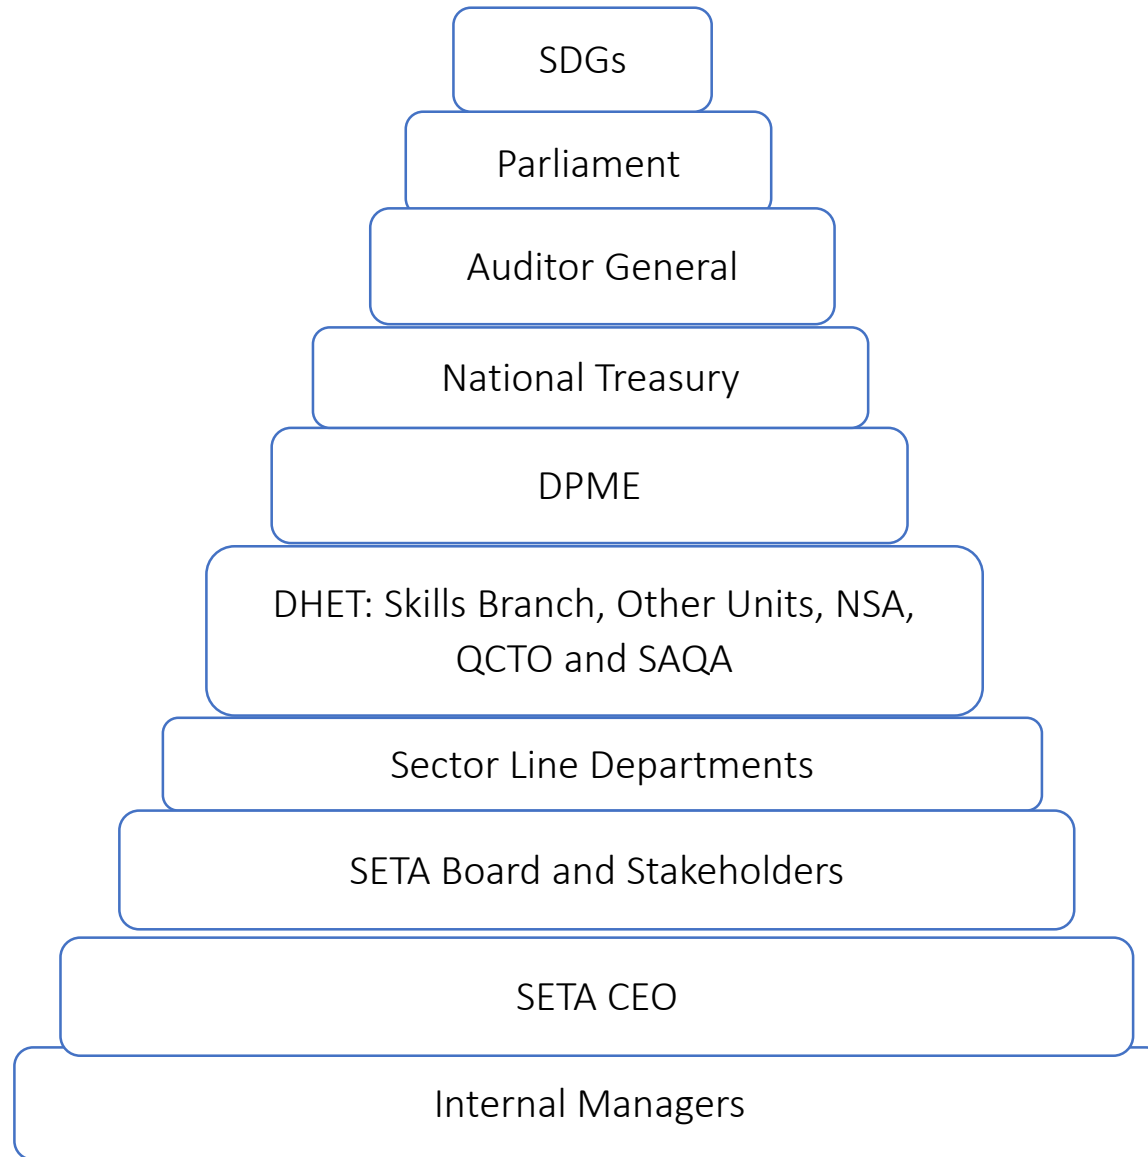 SDGs
Parliament
Auditor General
National Treasury
DPME
DHET: Skills Branch, Other Units, NSA,
QCTO and SAQA
Sector Line Departments
SETA Board and Stakeholders
SETA CEO
Internal Managers